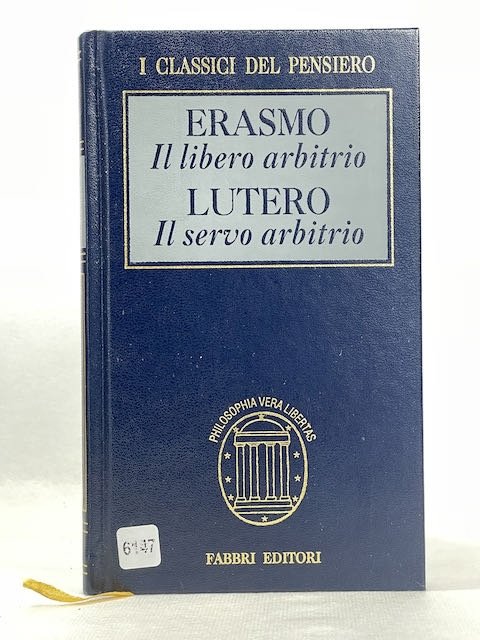 I CLASSICI DEL PENSIERO
ERASMO
Il libero arbitrio
LUTERO
Il servo arbitrio
PHILOSOPHIA VERA LIBERTAS
6147
FABBRI EDITORI